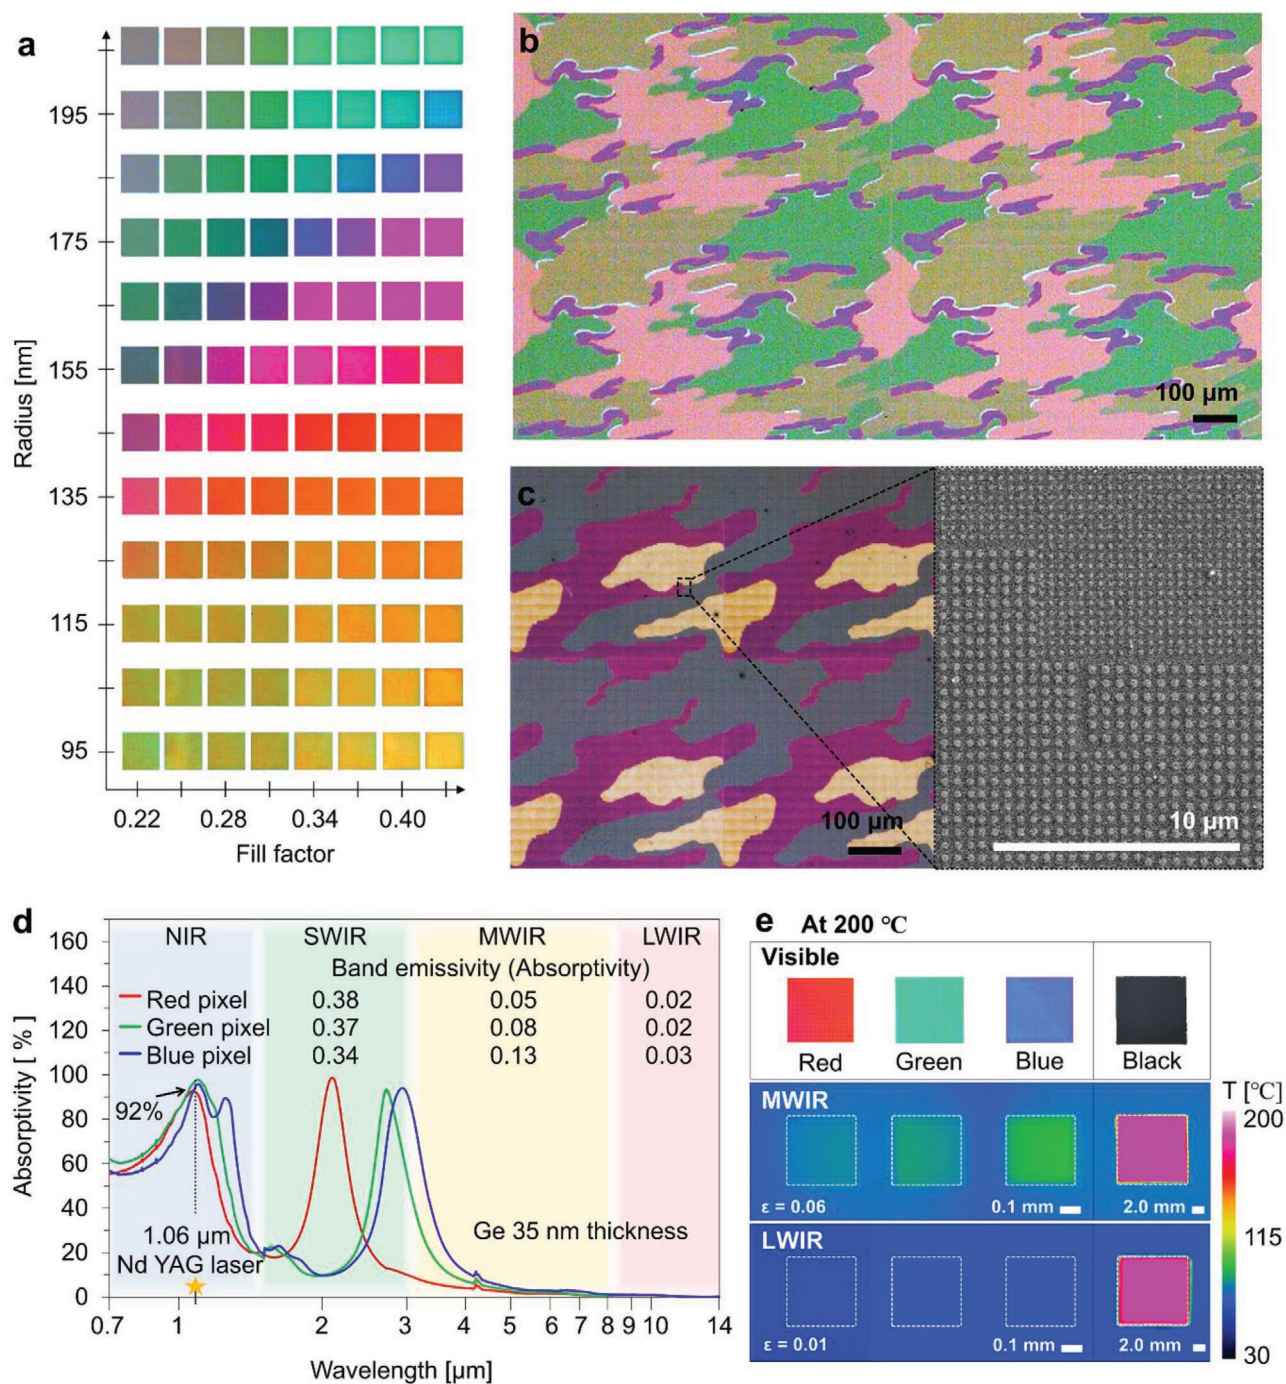 a
Radius [nm]
195
175
155
135
115
95
0.22 0.28 0.34 0.40
Fill factor
b
100 µm
c
100 µm
10 µm
d
Absorptivity [ % ]
160
140
120
100
80
60
40
20
0
NIR SWIR MWIR LWIR
Band emissivity (Absorptivity)
Red pixel 0.38 0.05 0.02
Green pixel 0.37 0.08 0.02
Blue pixel 0.34 0.13 0.03
92%
1.06 µm
Nd YAG laser
Ge 35 nm thickness
0.7 1 2 3 4 5 6 7 8 9 10 14
Wavelength [µm]
e At 200 °C
Visible
Red Green Blue Black
MWIR
ε = 0.06 0.1 mm 2.0 mm
LWIR
ε = 0.01 0.1 mm 2.0 mm
T [°C]
200
115
30